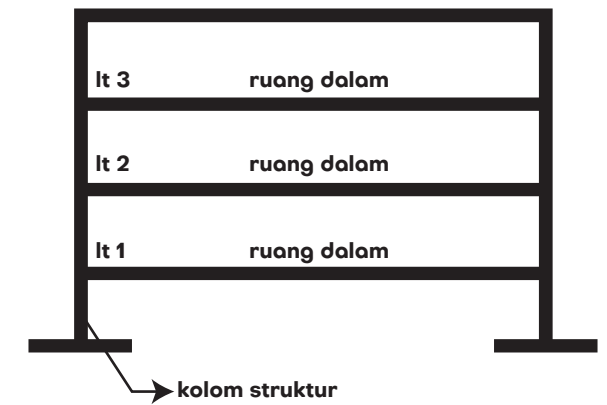 lt 3 ruang dalam
lt 2 ruang dalam
lt 1 ruang dalam
kolom struktur